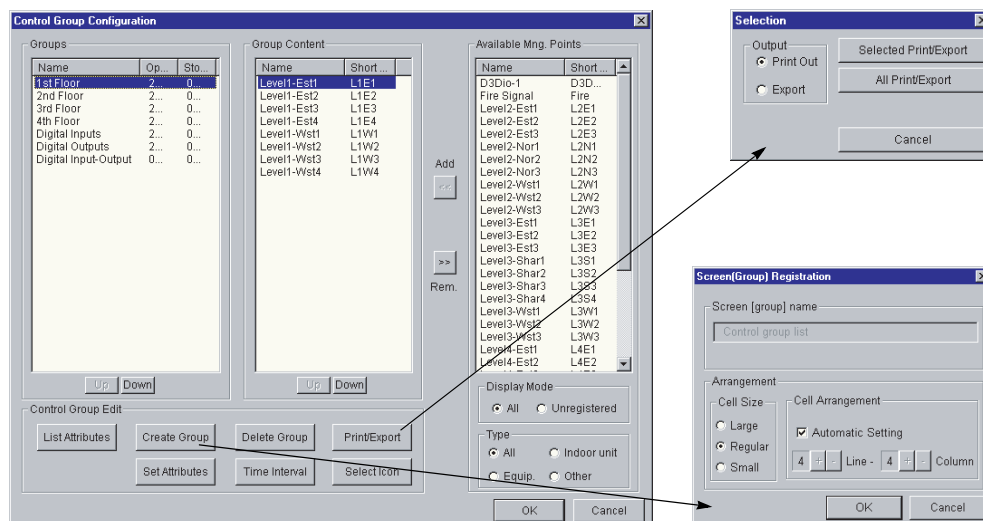 Control Group Configuration
Groups
Name Op... Sto...
1st Floor 2... 0...
2nd Floor 2... 0...
3rd Floor 2... 0...
4th Floor 2... 0...
Digital Inputs 2... 0...
Digital Outputs 2... 0...
Digital Input-Output 0... 0...
Up Down
Group Content
Name Short ...
Level1-Est1 L1E1
Level1-Est2 L1E2
Level1-Est3 L1E3
Level1-Est4 L1E4
Level1-Wst1 L1W1
Level1-Wst2 L1W2
Level1-Wst3 L1W3
Level1-Wst4 L1W4
Up Down
Add
<<
>>
Rem.
Available Mng. Points
Name Short ...
D3Dio-1 D3D...
Fire Signal Fire
Level2-Est1 L2E1
Level2-Est2 L2E2
Level2-Est3 L2E3
Level2-Nor1 L2N1
Level2-Nor2 L2N2
Level2-Nor3 L2N3
Level2-Wst1 L2W1
Level2-Wst2 L2W2
Level2-Wst3 L2W3
Level3-Est1 L3E1
Level3-Est2 L3E2
Level3-Est3 L3E3
Level3-Shar1 L3S1
Level3-Shar2 L3S2
Level3-Shar3 L3S3
Level3-Shar4 L3S4
Level3-Wst1 L3W1
Level3-Wst2 L3W2
Level3-Wst3 L3W3
Level4-Est1 L4E1
Level4-Est2 L4E2
Display Mode
All Unregistered
Type
All Indoor unit
Equip. Other
Control Group Edit
List Attributes Create Group Delete Group Print/Export
Set Attributes Time Interval Select Icon
OK Cancel
Selection
Output
Print Out
Export
Selected Print/Export
All Print/Export
Cancel
Screen(Group) Registration
Screen [group] name
Control group list
Arrangement
Cell Size
Large
Regular
Small
Cell Arrangement
Automatic Setting
4 + - Line - 4 + - Column
OK Cancel